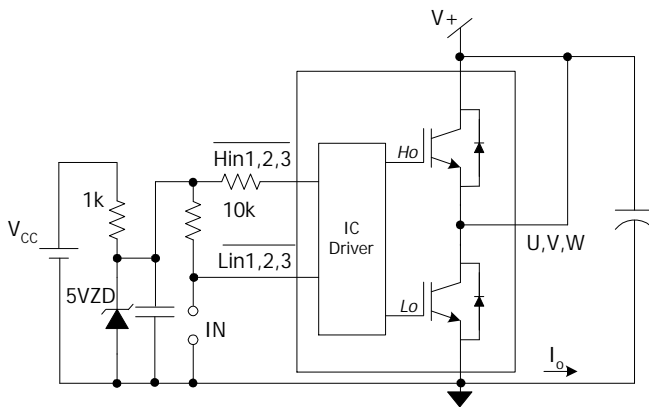 V+
Hin1,2,3
Ho
1k
10k
IC
Driver
VCC
U,V,W
Lin1,2,3
5VZD
Lo
IN
Io